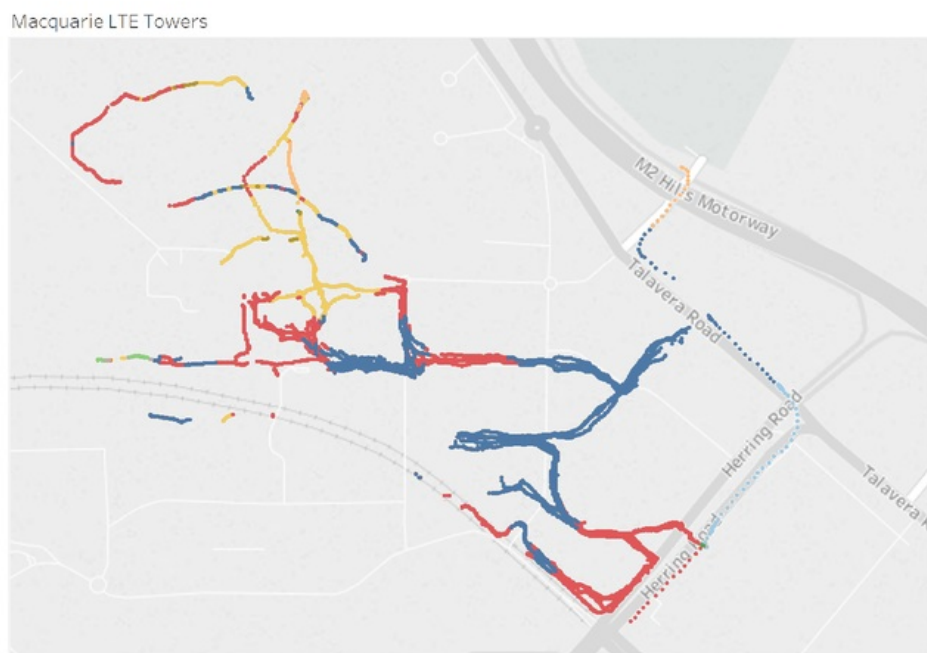 Macquarie LTE Towers
M2 Hills Motorway
Talavera Road
Herring Road
Herring Road
Talavera R